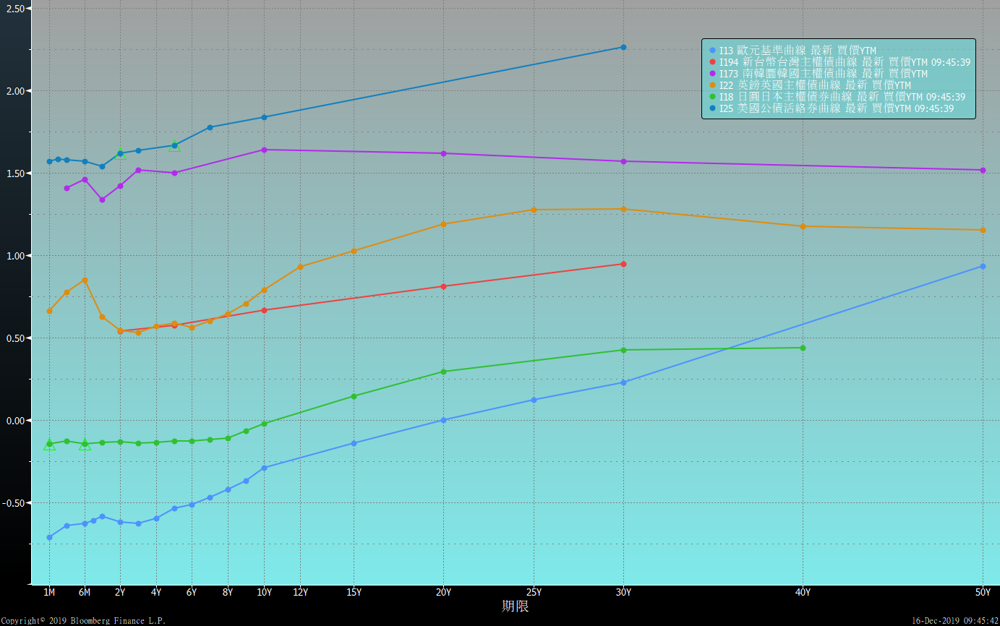 2.50
2.00
1.50
1.00
0.50
0.00
-0.50
I13 歐元基準曲線 最新 買價YTM
I194 新台幣台灣主權債曲線 最新 買價YTM 09:45:39
I173 南韓圜韓國主權債曲線 最新 買價YTM
I22 英鎊英國主權債曲線 最新 買價YTM
I18 日圓日本主權債券曲線 最新 買價YTM 09:45:39
I25 美國公債活絡券曲線 最新 買價YTM 09:45:39
1M 6M 2Y 4Y 6Y 8Y 10Y 12Y 15Y 20Y 25Y 30Y 40Y 50Y
期限
Copyright© 2019 Bloomberg Finance L.P. 16-Dec-2019 09:45:42